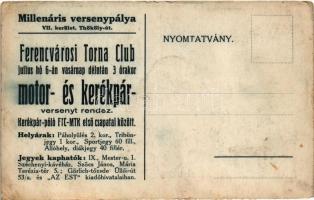 Millenáris versenypálya
VII. kerület, Thököly-út.
Ferencvárosi Torna Club
julius hó 6-án vasárnap délután 3 órakor
motor- és kerékpár-
versenyt rendez.
Kerékpár-póló FTC-MTK első csapatai között.
Helyárak: Páholyülés 2, kor., Tribün-
jegy 1 kor., Sportjegy 60 fill.,
Állóhely, diákjegy 40 fillér.
Jegyek kaphatók: IX., Mester-u. 1.
Széchenyi-kávéház, Szűcs János, Mária
Terézia-tér 5.; Görlich-tőzsde Üllői-út
53/a. és "AZ EST" kiadóhivatalaiban.
NYOMTATVÁNY.